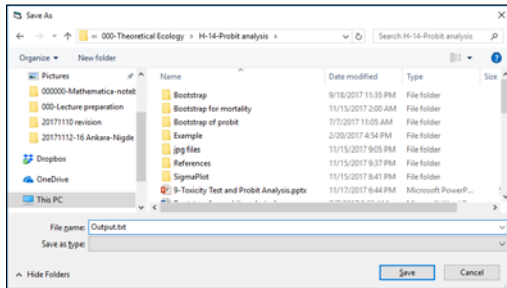 Save As
« 000-Theoretical Ecology › H-14-Probit analysis ›
Search H-14-Probit analysis
Organize New folder
Pictures
000000-Mathematica-noteb
000-Lecture preparation
20171110 revision
20171112-16 Ankara-Nigde
Dropbox
OneDrive
This PC
Name Date modified Type Size
Bootstrap 9/18/2017 11:35 PM File folder
Bootstrap for mortality 11/15/2017 2:00 AM File folder
Bootstrap of probit 7/7/2017 11:05 AM File folder
Example 2/20/2017 4:54 PM File folder
jpg files 11/15/2017 9:05 PM File folder
References 11/15/2017 9:37 PM File folder
SigmaPlot 11/15/2017 8:41 PM File folder
9-Toxicity Test and Probit Analysis.pptx 11/17/2017 6:44 PM Microsoft PowerP...
File name: Output.txt
Save as type:
Hide Folders
Save Cancel